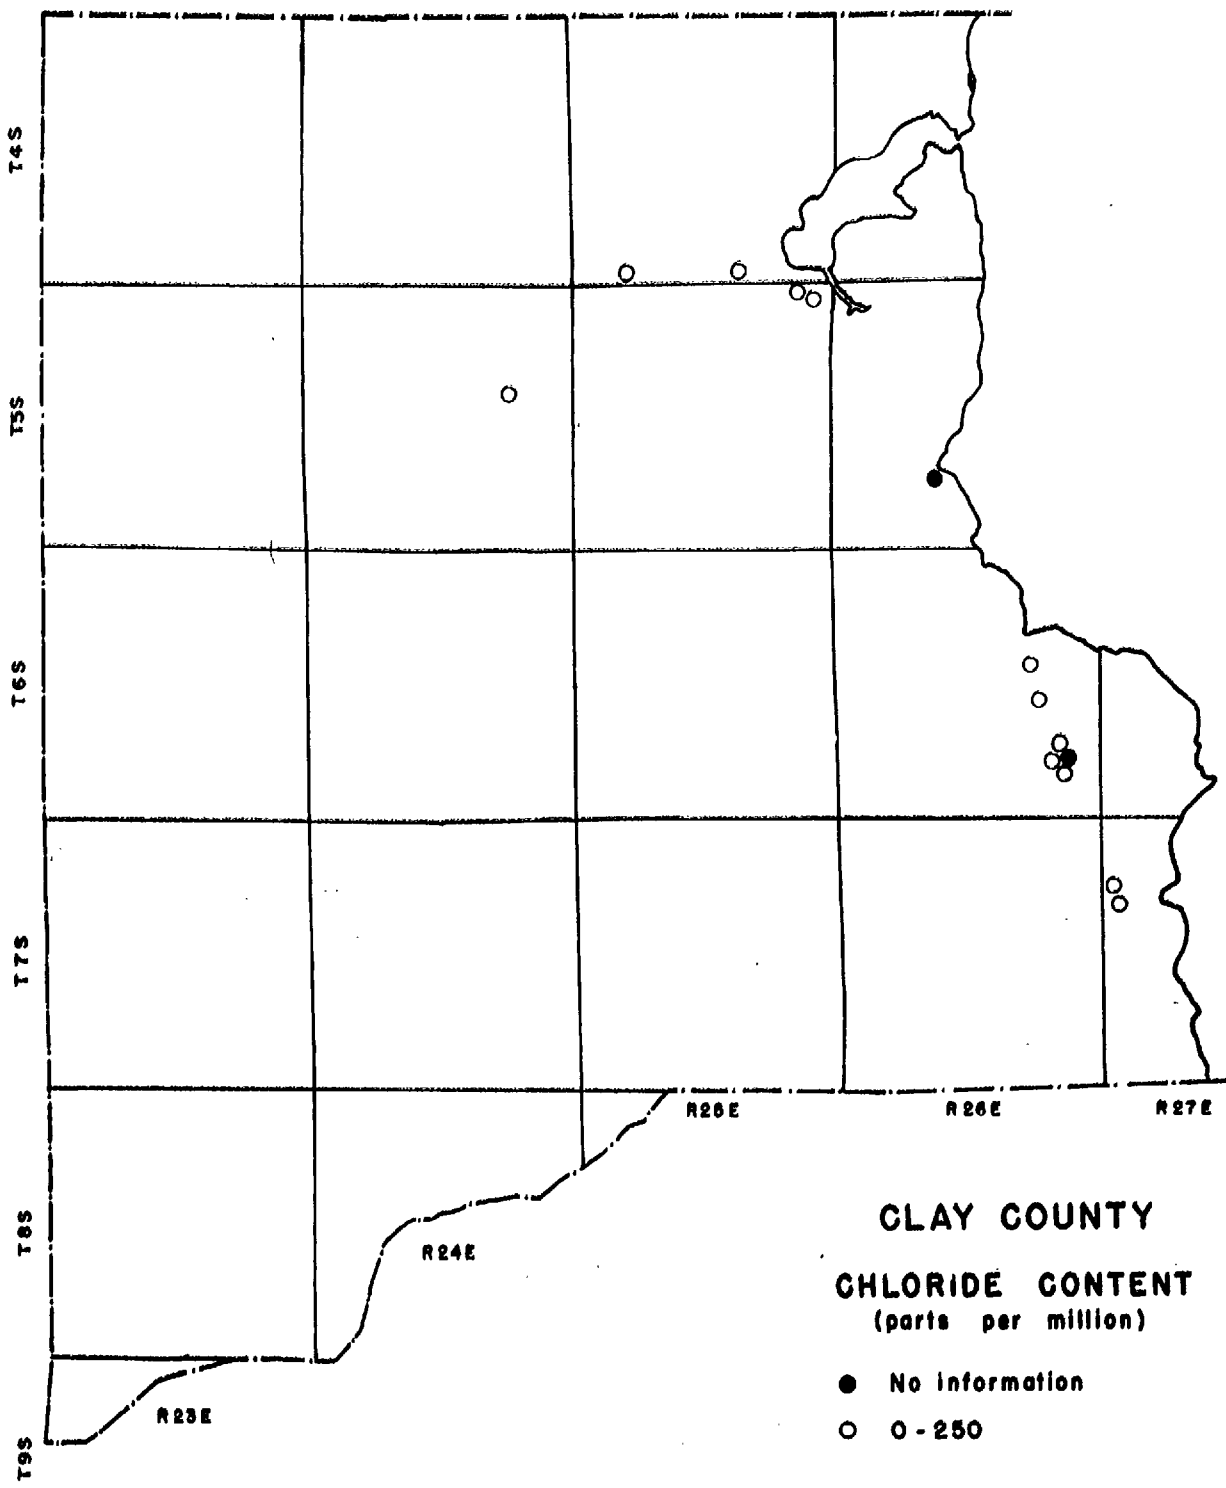 T4S
T5S
T6S
T7S
R25E R26E R27E
T8S
R24E
R23E
T9S
CLAY COUNTY
CHLORIDE CONTENT
(parts per million)
No information
0-250